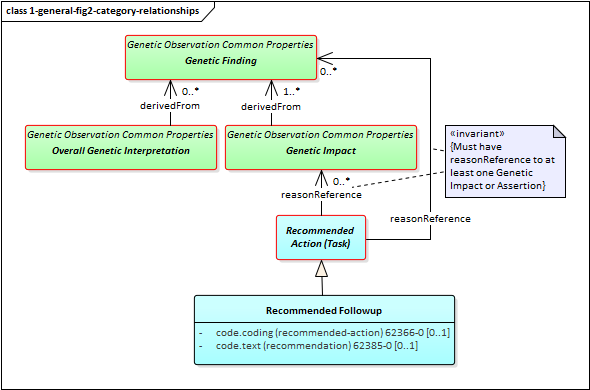 class 1-general-fig2-category-relationships
Genetic Observation Common Properties
Genetic Finding
0..*
0..*
1..*
derivedFrom
derivedFrom
Genetic Observation Common Properties
Overall Genetic Interpretation
Genetic Observation Common Properties
Genetic Impact
«invariant»
{Must have
reasonReference to at
least one Genetic
Impact or Assertion}
0..*
reasonReference
reasonReference
Recommended
Action (Task)
Recommended Followup
- code.coding (recommended-action) 62366-0 [0..1]
- code.text (recommendation) 62385-0 [0..1]